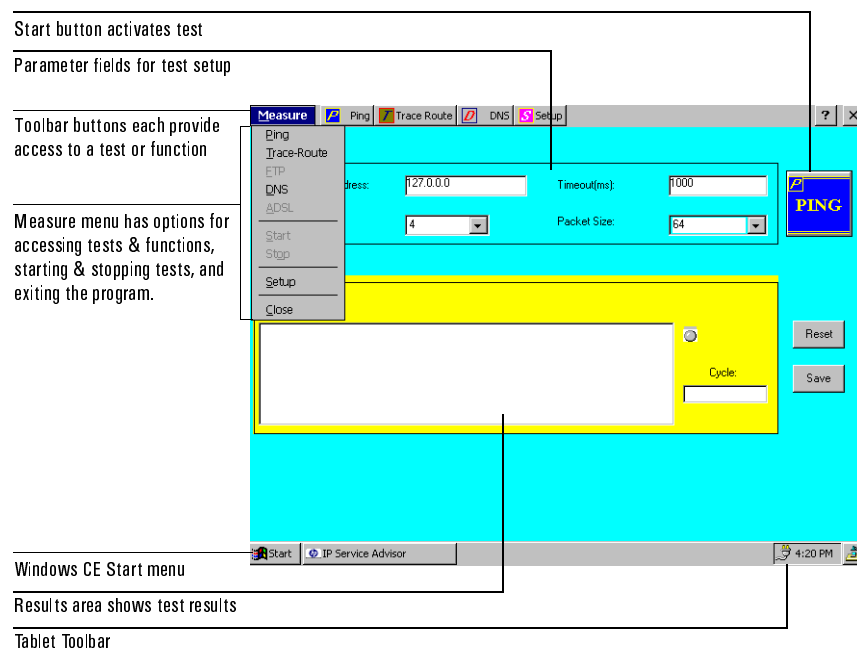 Start button activates test
Parameter fields for test setup
Toolbar buttons each provide
access to a test or function
Measure menu has options for
accessing tests & functions,
starting & stopping tests, and
exiting the program.
Measure P Ping T Trace Route D DNS S Setup ? X
Ping
Trace-Route
FTP
DNS
ADSL
Start
Stop
Setup
Close
dress: 127.0.0.0 Timeout(ms): 1000
4 Packet Size: 64
P
PING
Reset
Cycle:
Save
Start IP Service Advisor 4:20 PM
Windows CE Start menu
Results area shows test results
Tablet Toolbar